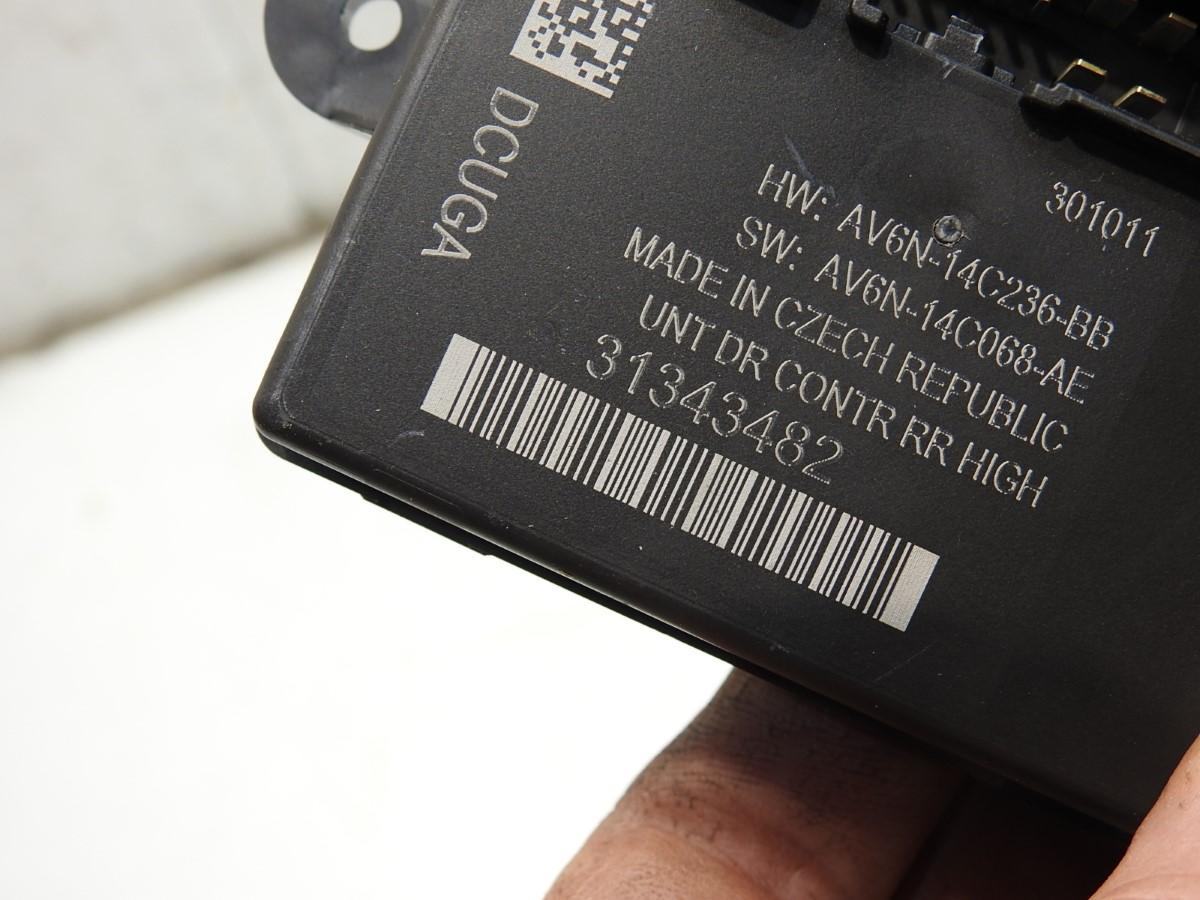 DCUGA
301011
HW: AV6N-14C236-BB
SW: AV6N-14C068-AE
MADE IN CZECH REPUBLIC
UNT DR CONTR RR HIGH
31343482